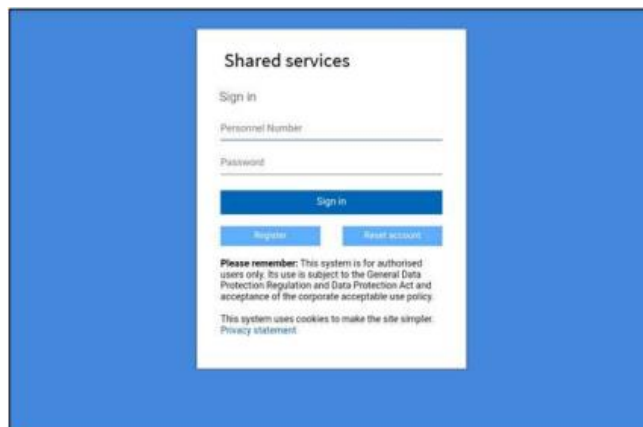 Shared services
Sign in
Personnel Number
Password
Sign in
Register
Reset account
Please remember: This system is for authorised
users only. Its use is subject to the General Data
Protection Regulation and Data Protection Act and
acceptance of the corporate acceptable use policy.
This system uses cookies to make the site simpler.
Privacy statement